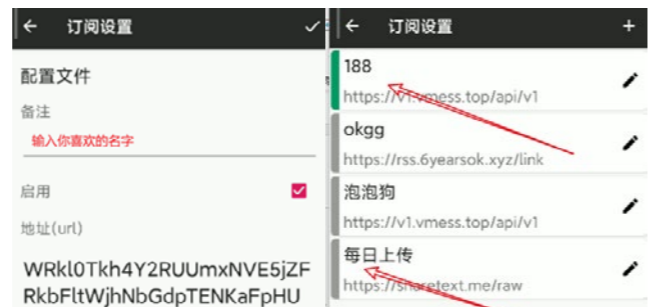 订阅设置
配置文件
备注
输入你喜欢的名字
启用
地址(url)
WRkl0Tkh4Y2RUUmxNVE5jZF
RkbFltWjhNbGdpTENKaFpHU
订阅设置
188
https://v1.vmess.top/api/v1
okgg
https://rss.6yearsok.xyz/link
泡泡狗
https://v1.vmess.top/api/v1
每日上传
https://sharetext.me/raw